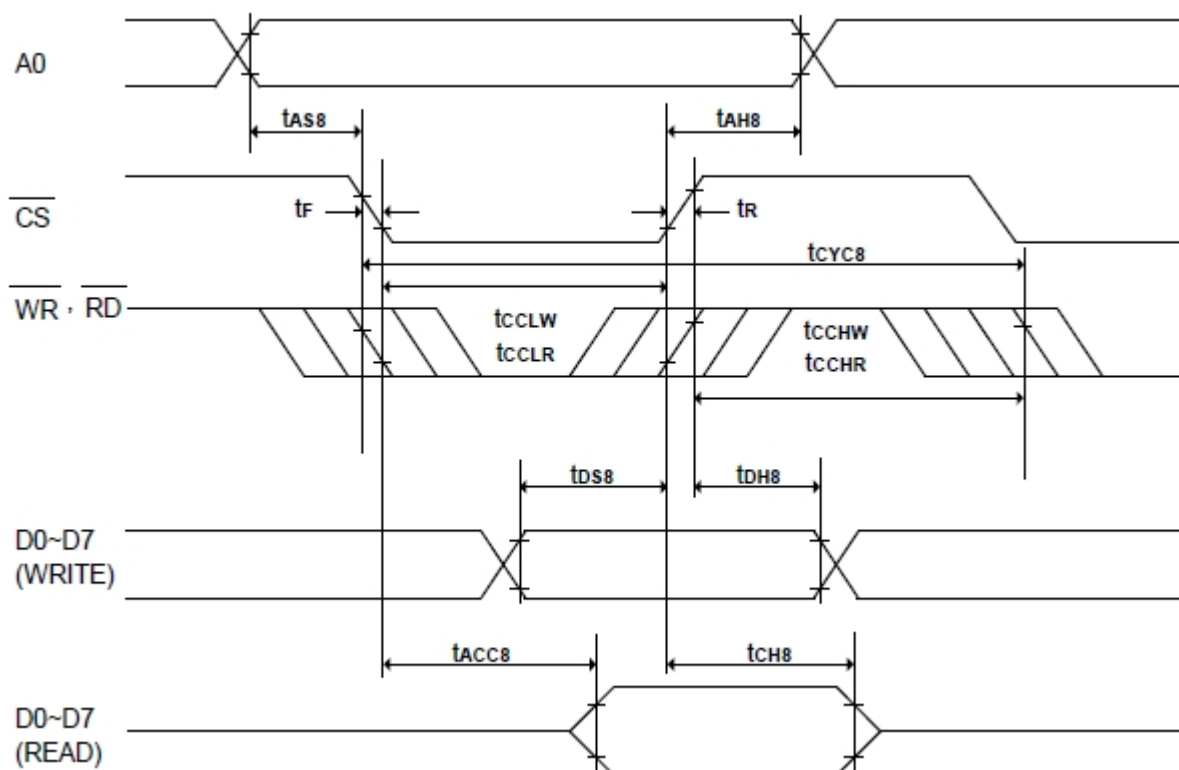 A0
tAS8
tAH8
CS
tF
tR
tCYC8
WR , RD
tCCLW
tCCLR
tCCHW
tCCHR
tDS8
tDH8
D0~D7
(WRITE)
tACC8
tCH8
D0~D7
(READ)